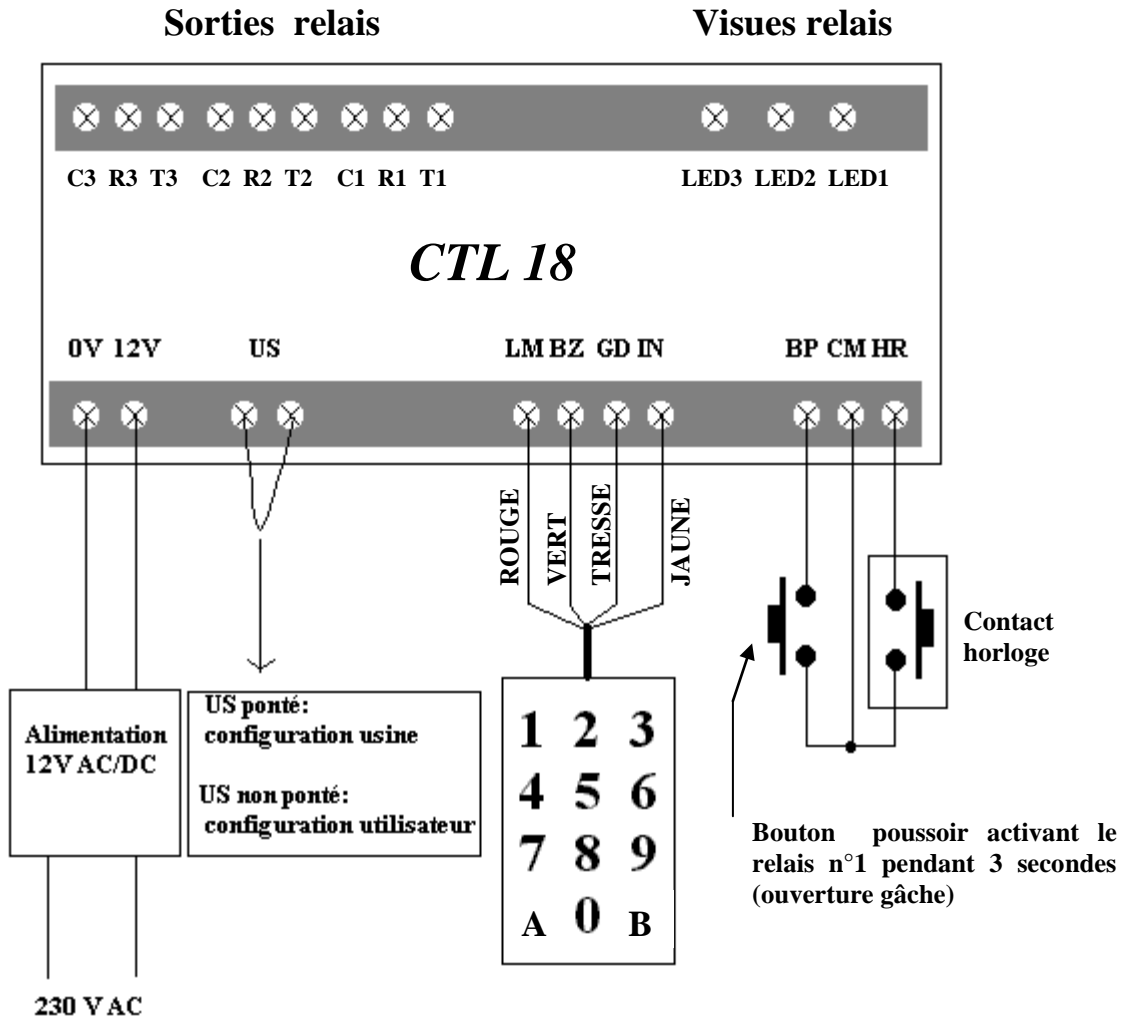 Sorties relais
Visues relais
C3 R3 T3 C2 R2 T2 C1 R1 T1
LED3 LED2 LED1
CTL 18
0V 12V
US
LM BZ GD IN
BP CM HR
ROUGE
VERT
TRESSE
JAUNE
Contact
horloge
Alimentation
12V AC/DC
US ponté:
configuration usine
US non ponté:
configuration utilisateur
1 2 3
4 5 6
7 8 9
A 0 B
Bouton poussoir activant le
relais n°1 pendant 3 secondes
(ouverture gâche)
230 V AC